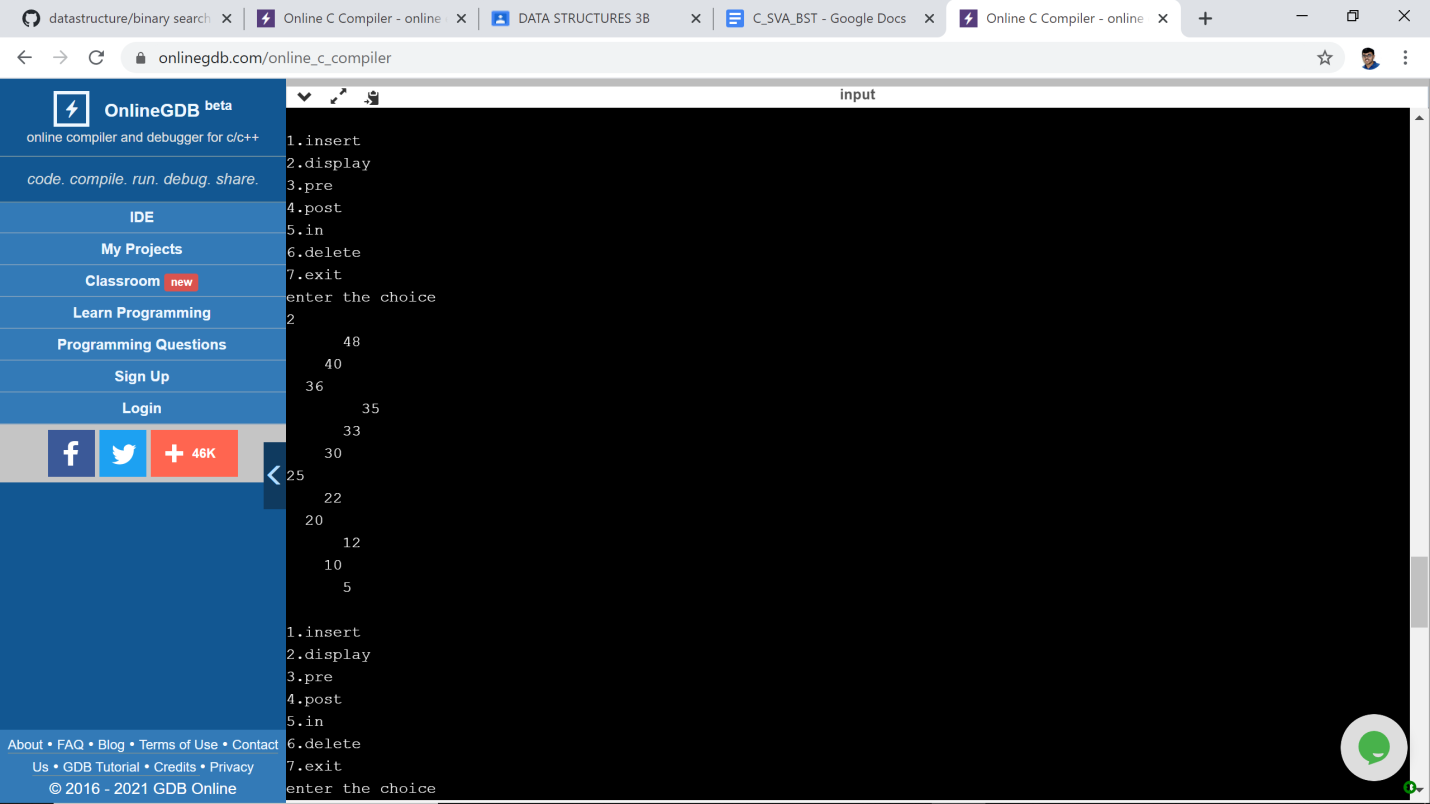 datastructure/binary search
Online C Compiler - online
DATA STRUCTURES 3B
C_SVA_BST - Google Docs
Online C Compiler - online
onlinegdb.com/online_c_compiler
OnlineGDB beta
online compiler and debugger for c/c++
code. compile. run. debug. share.
IDE
My Projects
Classroom new
Learn Programming
Programming Questions
Sign Up
Login
46K
About • FAQ • Blog • Terms of Use • Contact
Us • GDB Tutorial • Credits • Privacy
© 2016 - 2021 GDB Online
input
1.insert
2.display
3.pre
4.post
5.in
6.delete
7.exit
enter the choice
2
48
40
36
35
33
30
25
22
20
12
10
5
1.insert
2.display
3.pre
4.post
5.in
6.delete
7.exit
enter the choice